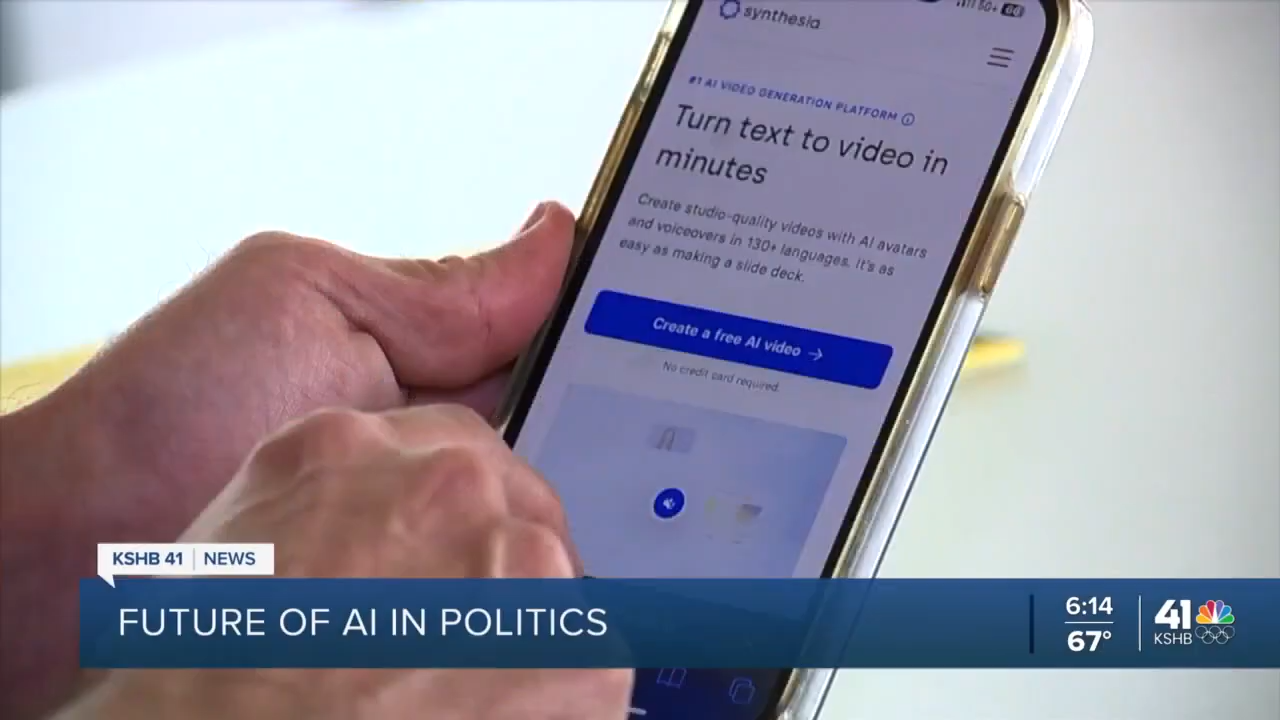 synthesia
5G+ 66
#1 AI VIDEO GENERATION PLATFORM
Turn text to video in
minutes
Create studio-quality videos with AI avatars
and voiceovers in 130+ languages. It's as
easy as making a slide deck.
Create a free AI video →
No credit card required.
KSHB 41 | NEWS
FUTURE OF AI IN POLITICS
6:14
67°
41
KSHB